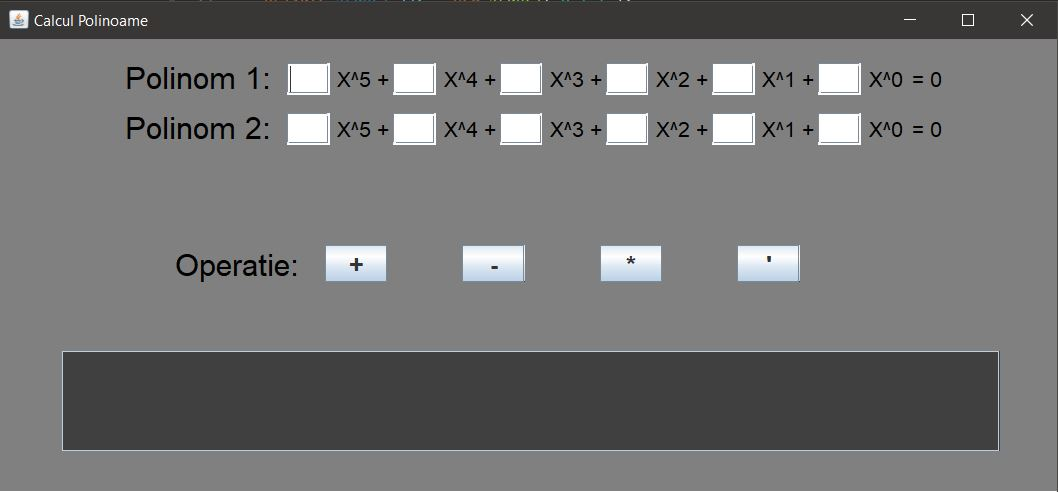 Calcul Polinoame
Polinom 1: X^5 + X^4 + X^3 + X^2 + X^1 + X^0 = 0
Polinom 2: X^5 + X^4 + X^3 + X^2 + X^1 + X^0 = 0
Operatie: + - * '